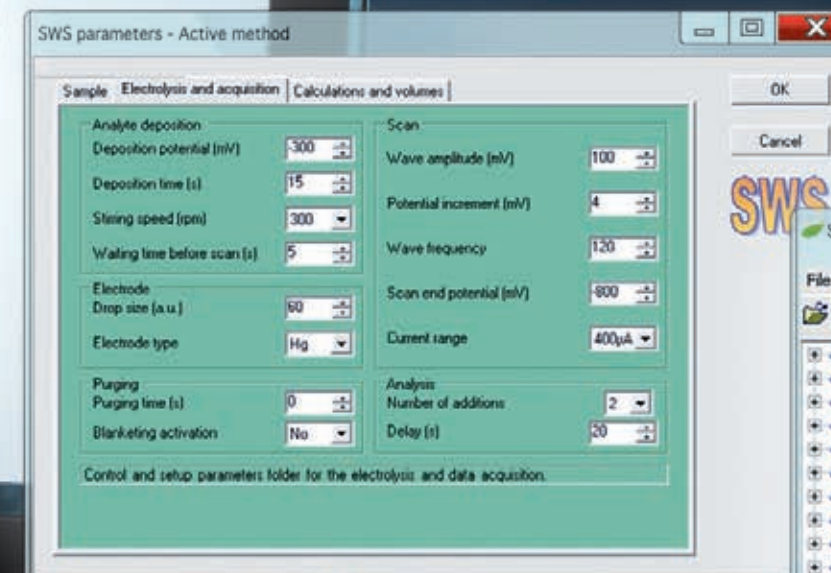 SWS parameters - Active method
Sample
Electrolysis and acquisition
Calculations and volumes
OK
Cancel
SWS
Analyte deposition
Deposition potential (mV) -300
Deposition time (s) 15
Stirring speed (rpm) 300
Waiting time before scan (s) 5
Electrode
Drop size (a.u.) 60
Electrode type Hg
Purging
Purging time (s) 0
Blanketing activation No
Scan
Wave amplitude (mV) 100
Potential increment (mV) 4
Wave frequency 120
Scan end potential (mV) -800
Current range 400µA
Analysis
Number of additions 2
Delay (s) 20
Control and setup parameters folder for the electrolysis and data acquisition.
S
File